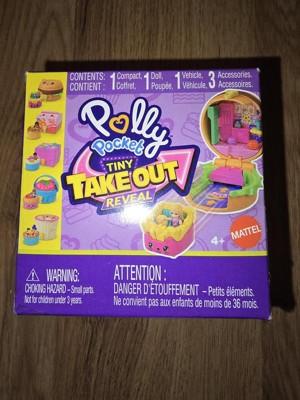 CONTENTS: 1 Compact, 1 Doll, 1 Vehicle, 3 Accessories.
CONTIENT : 1 Coffret, 1 Poupée, 1 Véhicule, 3 Accessoires.
Polly
Pocket
TINY
TAKE OUT
REVEAL
4+
MATTEL
WARNING:
CHOKING HAZARD – Small parts.
Not for children under 3 years.
ATTENTION :
DANGER D'ÉTOUFFEMENT – Petits éléments.
Ne convient pas aux enfants de moins de 36 mois.